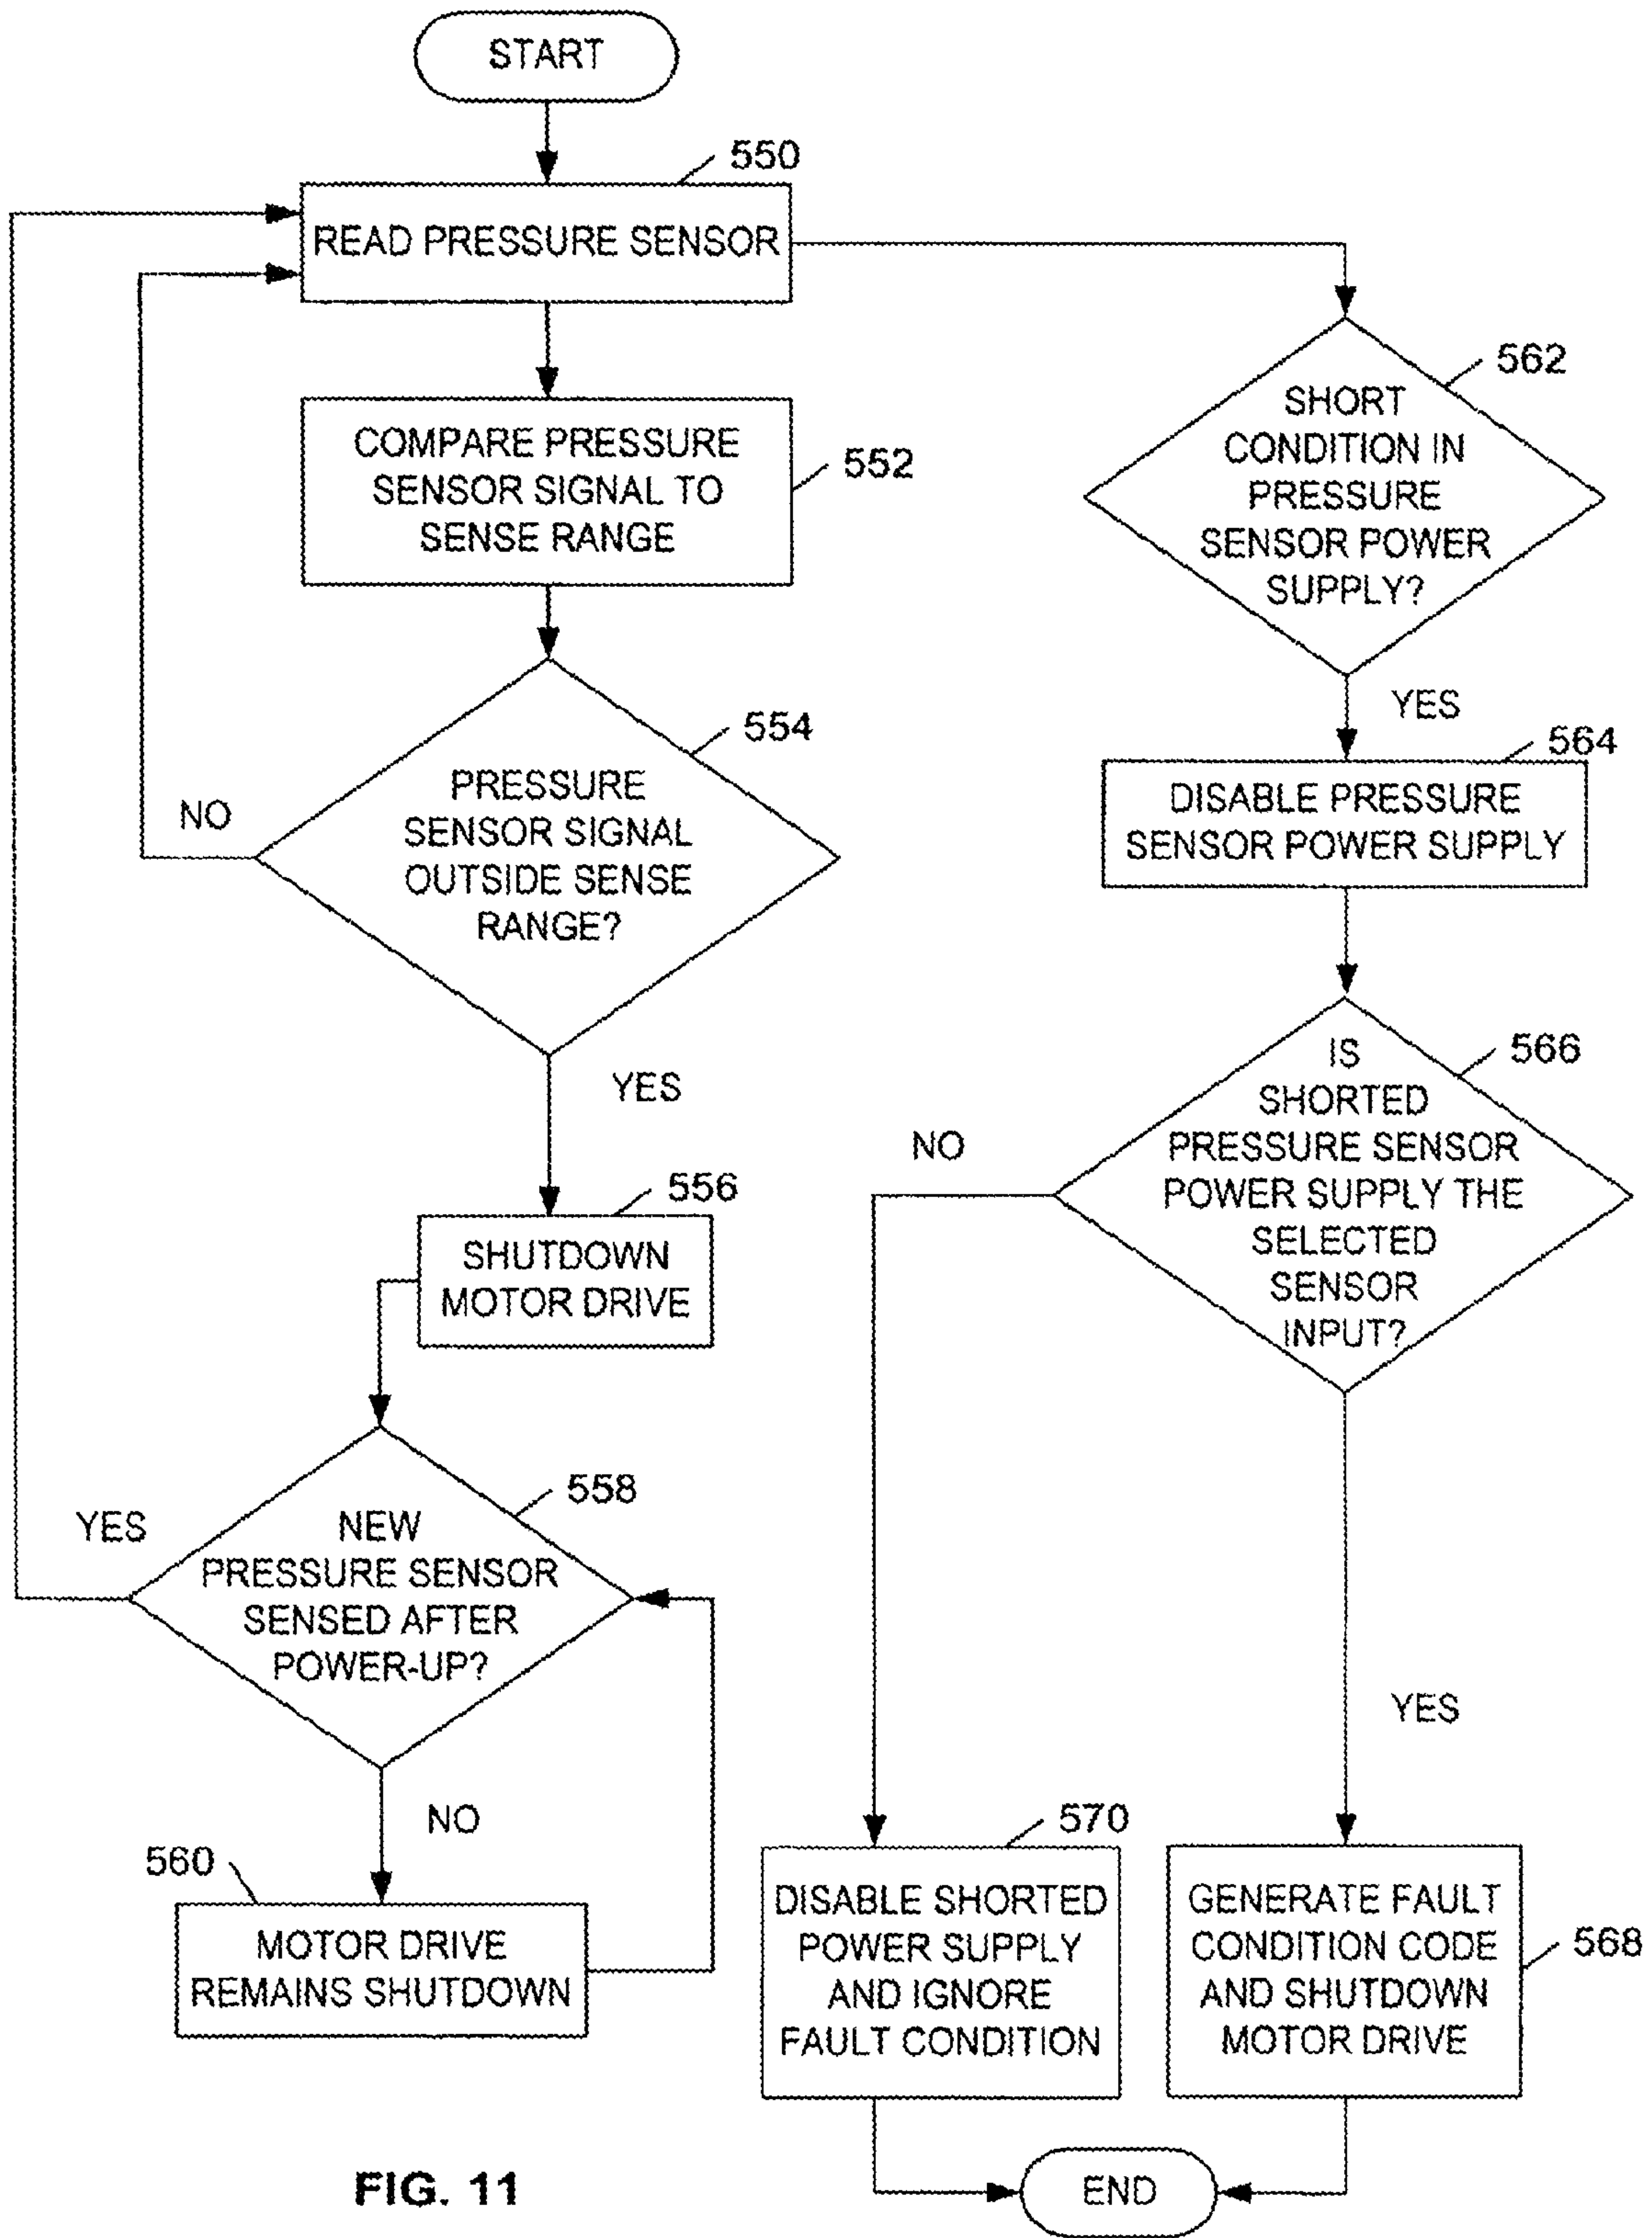 START
550
READ PRESSURE SENSOR
552
COMPARE PRESSURE
SENSOR SIGNAL TO
SENSE RANGE
554
PRESSURE
SENSOR SIGNAL
OUTSIDE SENSE
RANGE?
NO
YES
556
SHUTDOWN
MOTOR DRIVE
558
NEW
PRESSURE SENSOR
SENSED AFTER
POWER-UP?
YES
NO
560
MOTOR DRIVE
REMAINS SHUTDOWN
562
SHORT
CONDITION IN
PRESSURE
SENSOR POWER
SUPPLY?
YES
564
DISABLE PRESSURE
SENSOR POWER SUPPLY
566
IS
SHORTED
PRESSURE SENSOR
POWER SUPPLY THE
SELECTED
SENSOR
INPUT?
NO
YES
570
DISABLE SHORTED
POWER SUPPLY
AND IGNORE
FAULT CONDITION
568
GENERATE FAULT
CONDITION CODE
AND SHUTDOWN
MOTOR DRIVE
END
FIG. 11